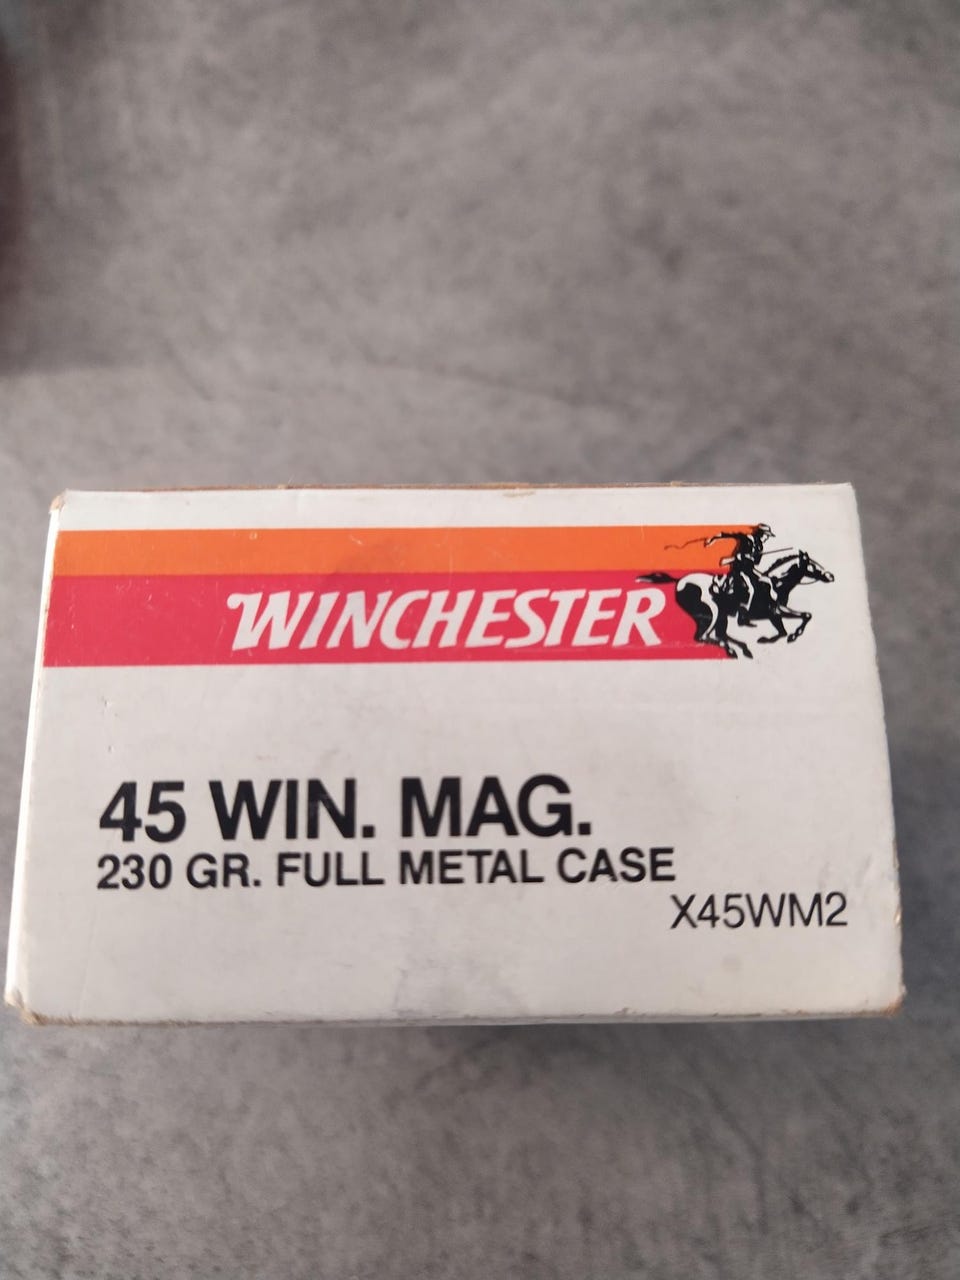 WINCHESTER
45 WIN. MAG.
230 GR. FULL METAL CASE
X45WM2